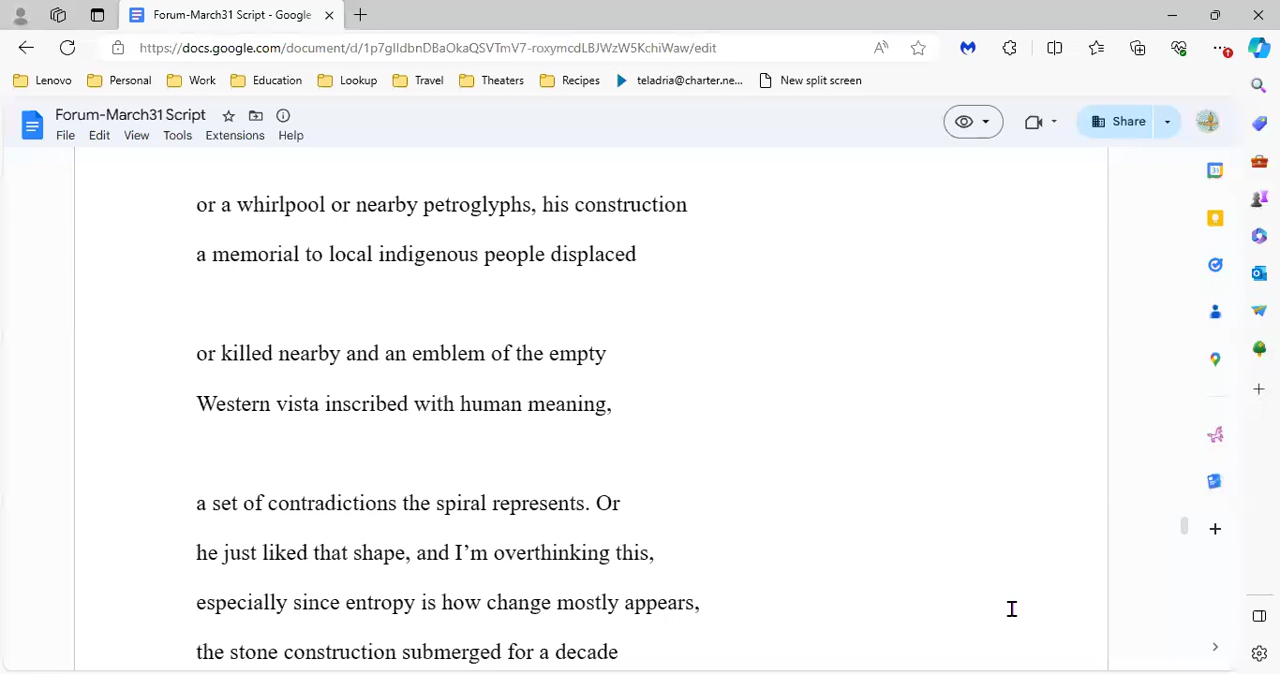 Forum-March31 Script - Google
https://docs.google.com/document/d/1p7glIdbnDBaOkaQSVTmV7-roxymcdLBJWzW5KchiWaw/edit
Lenovo Personal Work Education Lookup Travel Theaters Recipes teladria@charter.ne... New split screen
Forum-March31 Script
Share
File Edit View Tools Extensions Help
or a whirlpool or nearby petroglyphs, his construction
a memorial to local indigenous people displaced
or killed nearby and an emblem of the empty
Western vista inscribed with human meaning,
a set of contradictions the spiral represents. Or
he just liked that shape, and I’m overthinking this,
especially since entropy is how change mostly appears,
the stone construction submerged for a decade